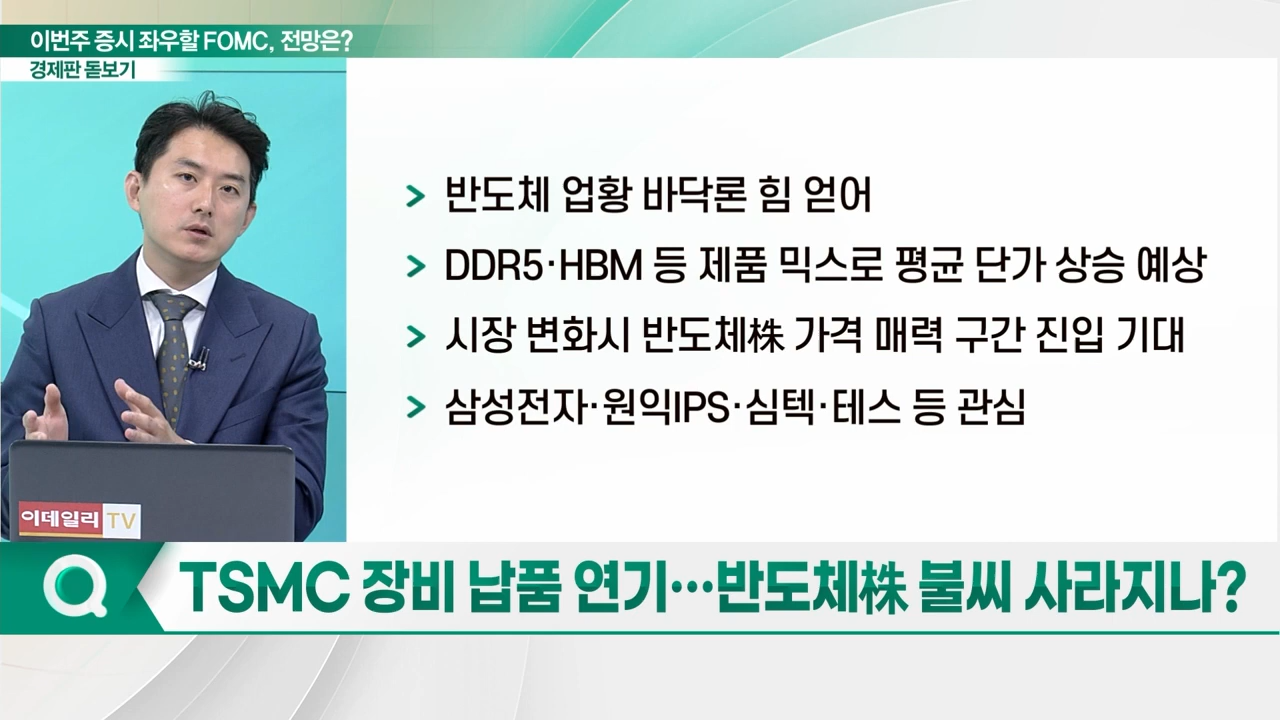 이번주 증시 좌우할 FOMC, 전망은?
경제판 돋보기
> 반도체 업황 바닥론 힘 얻어
> DDR5·HBM 등 제품 믹스로 평균 단가 상승 예상
> 시장 변화시 반도체株 가격 매력 구간 진입 기대
> 삼성전자·원익IPS·심텍·테스 등 관심
이데일리 TV
TSMC 장비 납품 연기…반도체株 불씨 사라지나?